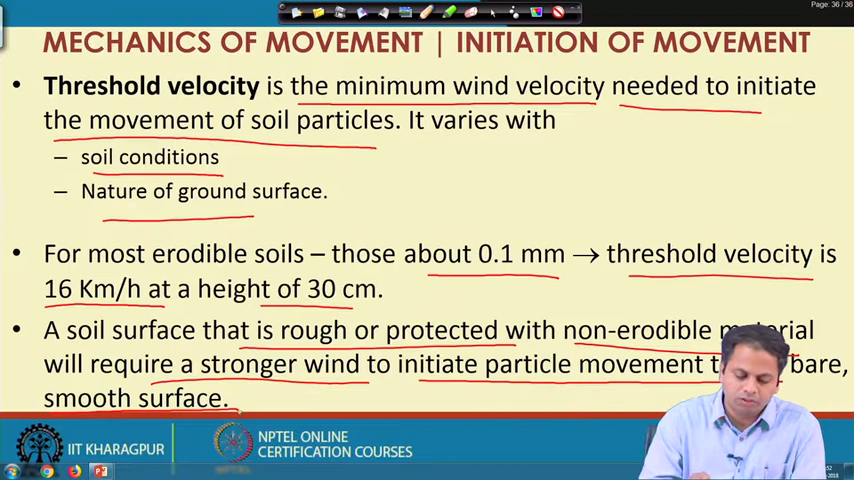 Page: 36 / 36
MECHANICS OF MOVEMENT | INITIATION OF MOVEMENT
• Threshold velocity is the minimum wind velocity needed to initiate
the movement of soil particles. It varies with
– soil conditions
– Nature of ground surface.
• For most erodible soils – those about 0.1 mm → threshold velocity is
16 Km/h at a height of 30 cm.
• A soil surface that is rough or protected with non-erodible material
will require a stronger wind to initiate particle movement bare,
smooth surface.
IIT KHARAGPUR
NPTEL ONLINE
CERTIFICATION COURSES
NPTEL